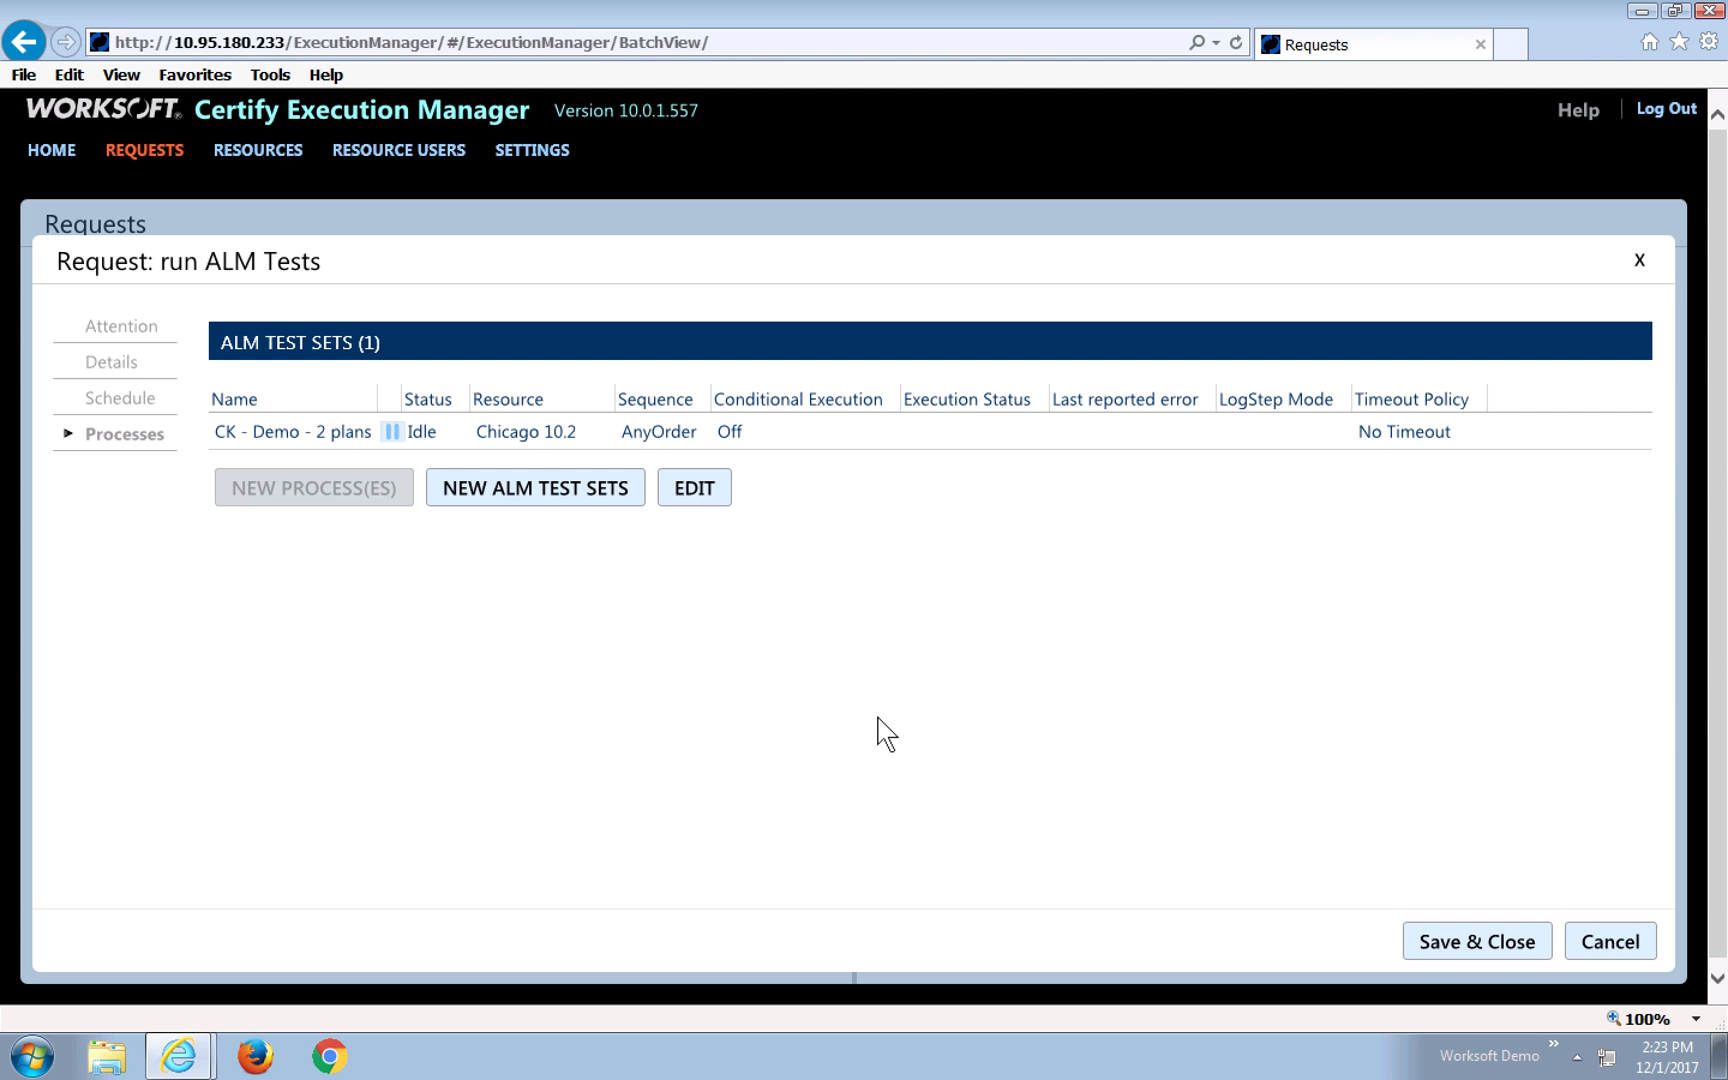 http://10.95.180.233/ExecutionManager/#/ExecutionManager/BatchView/
Requests
File Edit View Favorites Tools Help
WORKSOFT® Certify Execution Manager Version 10.0.1.557
Help Log Out
HOME REQUESTS RESOURCES RESOURCE USERS SETTINGS
Requests
Request: run ALM Tests X
Attention
Details
Schedule
Processes
ALM TEST SETS (1)
Name Status Resource Sequence Conditional Execution Execution Status Last reported error LogStep Mode Timeout Policy
CK - Demo - 2 plans Idle Chicago 10.2 AnyOrder Off No Timeout
NEW PROCESS(ES) NEW ALM TEST SETS EDIT
Save & Close Cancel
100%
Worksoft Demo
2:23 PM
12/1/2017